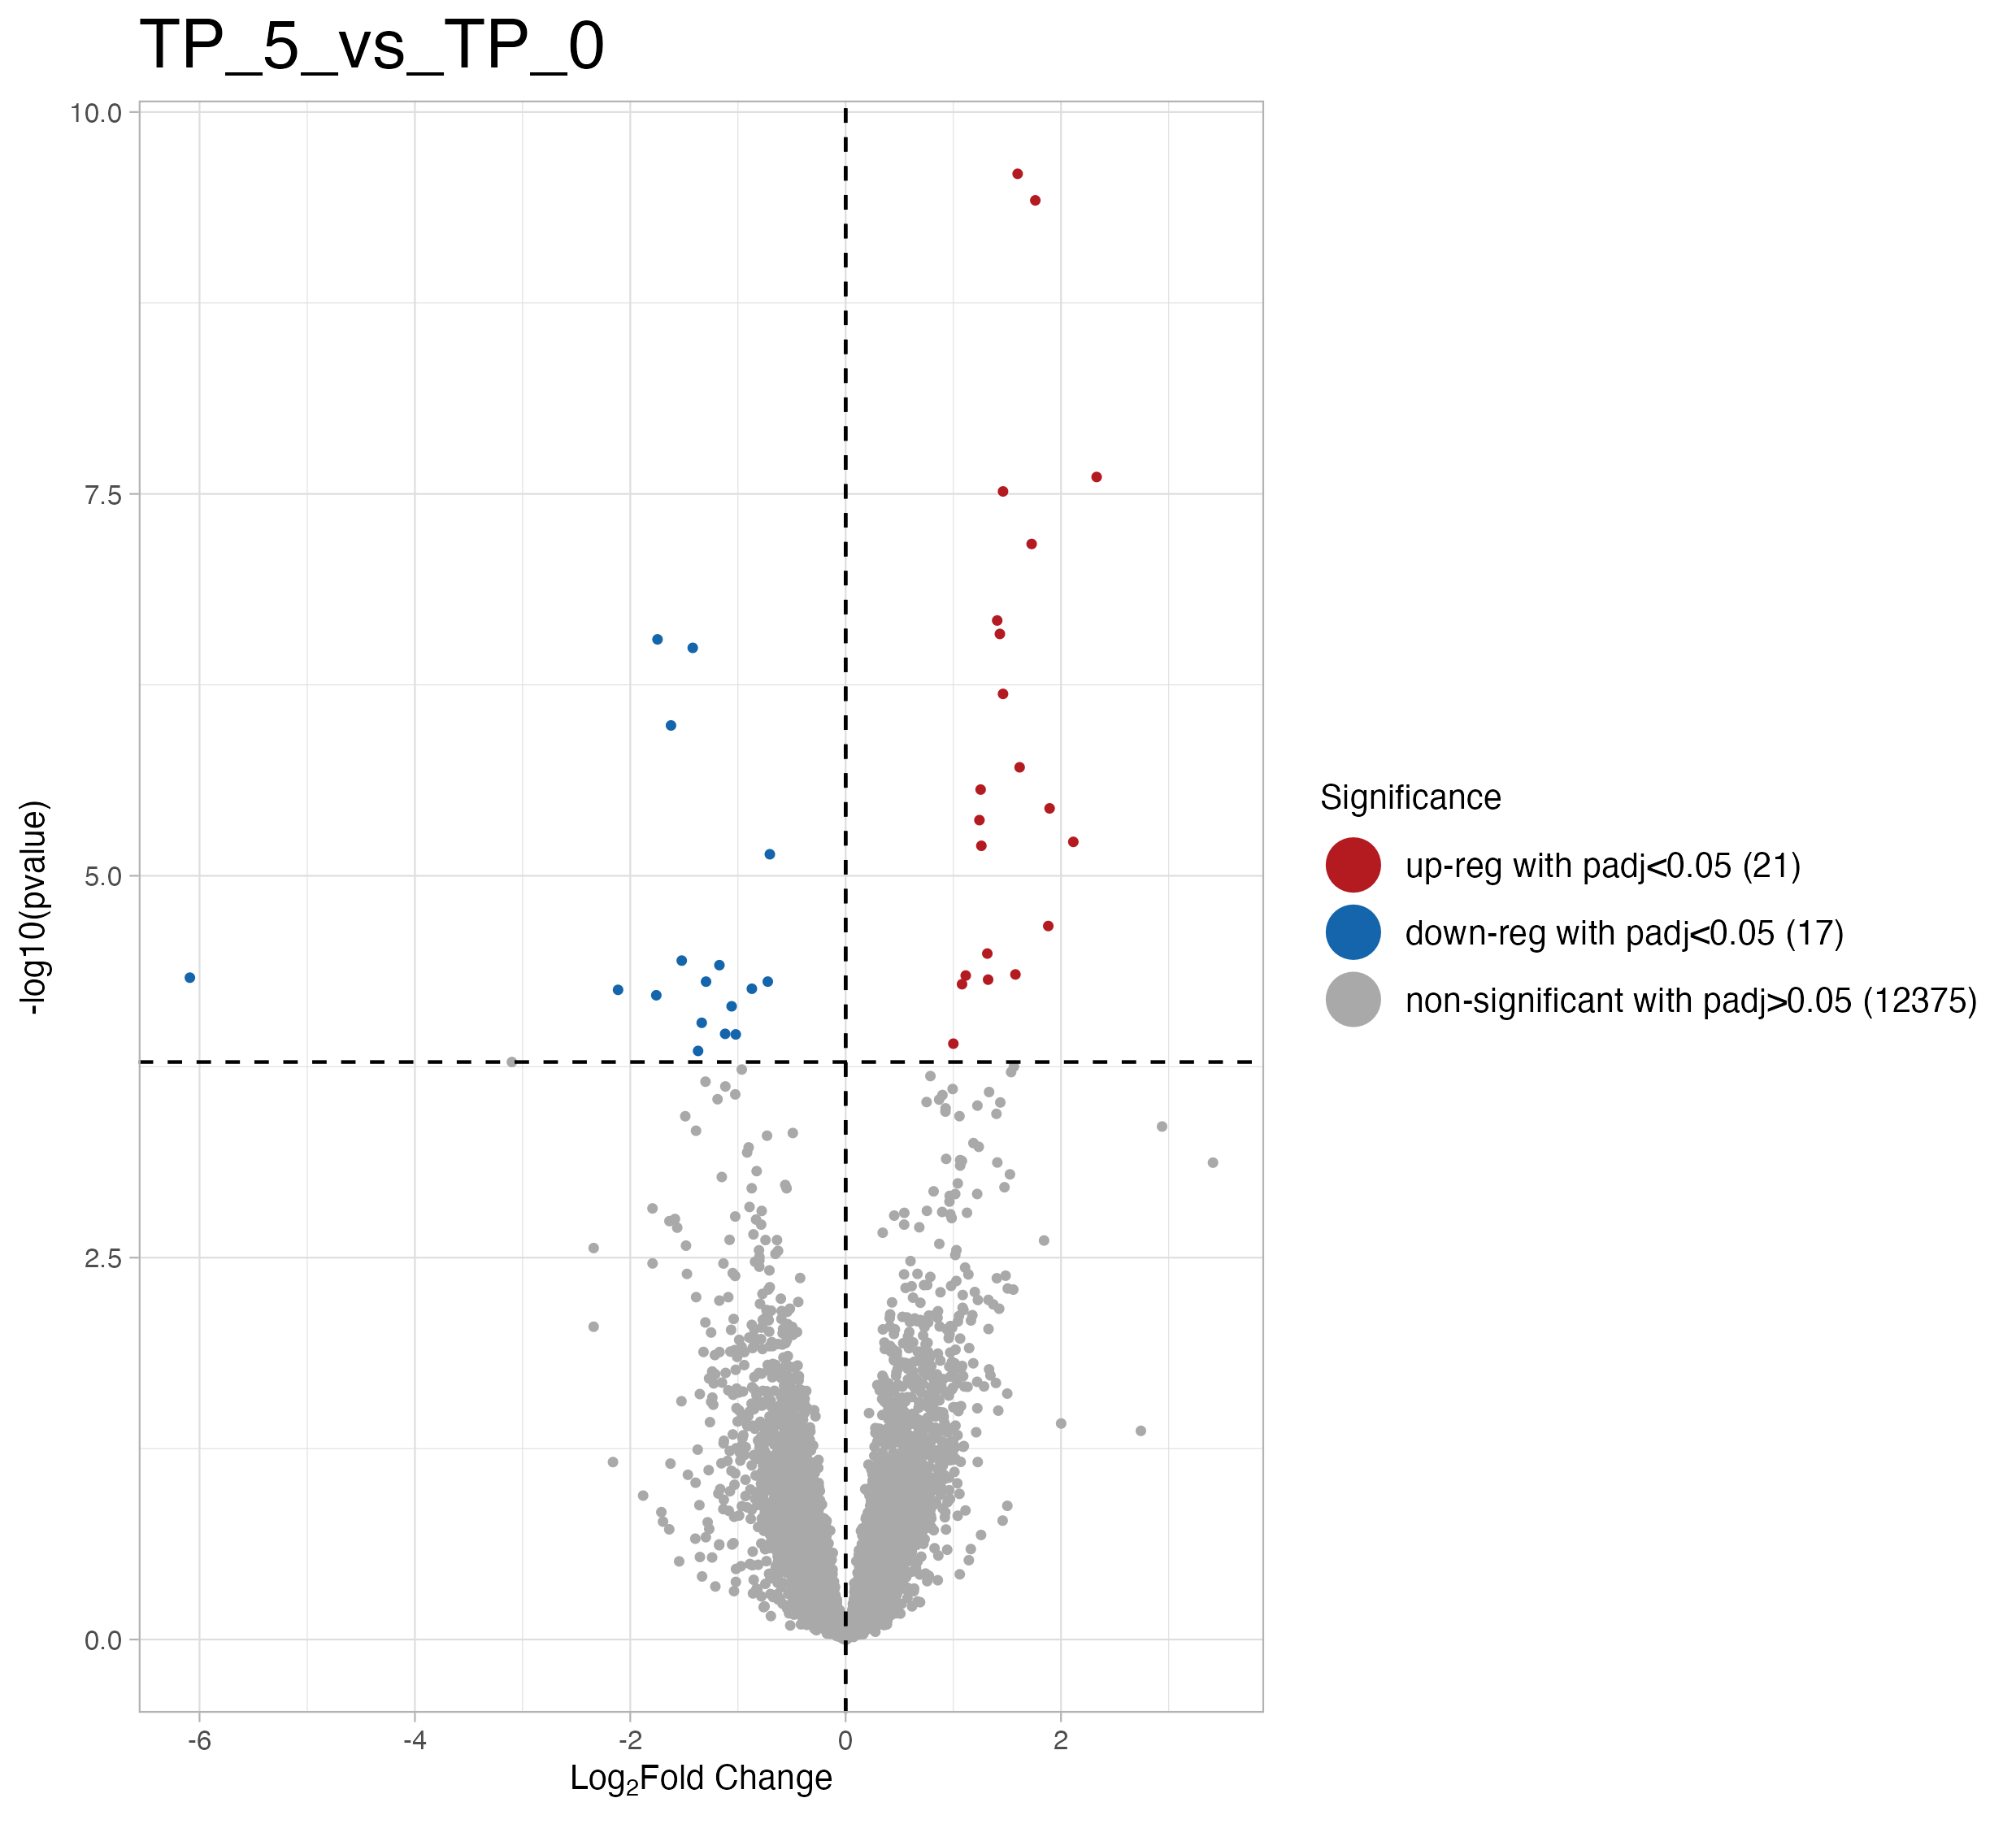 TP_5_vs_TP_0
10.0
7.5
5.0
2.5
0.0
-log10(pvalue)
-6
-4
-2
0
2
Log2Fold Change
Significance
up-reg with padj<0.05 (21)
down-reg with padj<0.05 (17)
non-significant with padj>0.05 (12375)